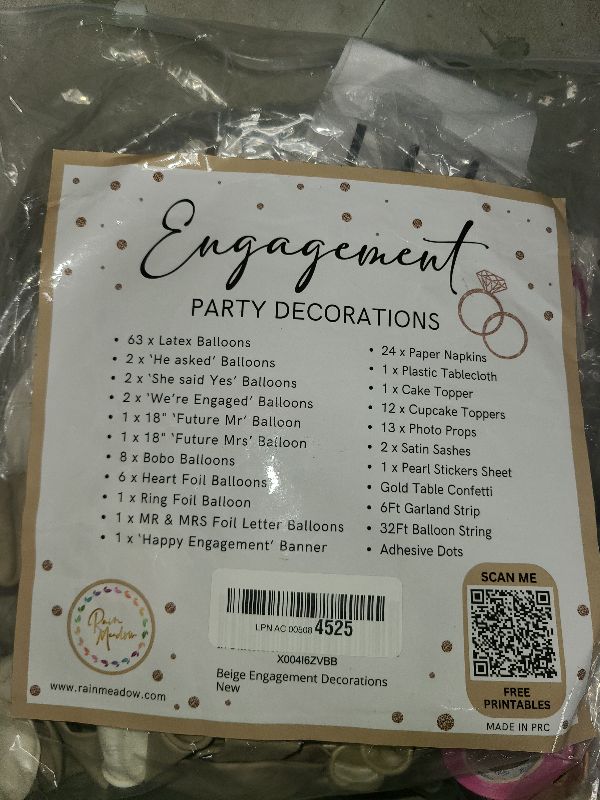 Engagement
PARTY DECORATIONS
• 63 x Latex Balloons
• 2 x 'He asked' Balloons
• 2 x 'She said Yes' Balloons
• 2 x 'We're Engaged' Balloons
• 1 x 18" 'Future Mr' Balloon
• 1 x 18" 'Future Mrs' Balloon
• 8 x Bobo Balloons
• 6 x Heart Foil Balloons
• 1 x Ring Foil Balloon
• 1 x MR & MRS Foil Letter Balloons
• 1 x 'Happy Engagement' Banner
• 24 x Paper Napkins
• 1 x Plastic Tablecloth
• 1 x Cake Topper
• 12 x Cupcake Toppers
• 13 x Photo Props
• 2 x Satin Sashes
• 1 x Pearl Stickers Sheet
• Gold Table Confetti
• 6Ft Garland Strip
• 32Ft Balloon String
• Adhesive Dots
Rain
Meadow
www.rainmeadow.com
LPN AC 00508 4525
X004I6ZVBB
Beige Engagement Decorations
New
SCAN ME
FREE
PRINTABLES
MADE IN PRC